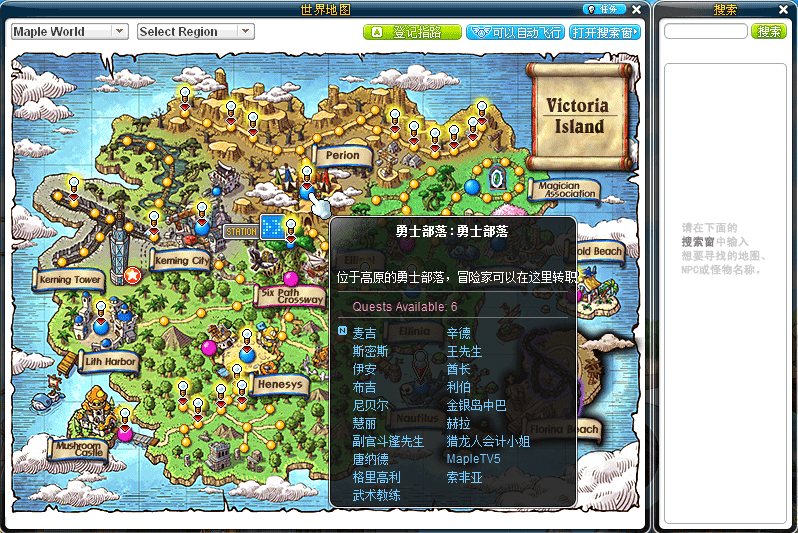 世界地图
任务
搜索
Maple World
Select Region
登记指路
可以自动飞行
打开搜索窗
搜索
Victoria
Island
Perion
Magician
Association
STATION
勇士部落:勇士部落
Gold Beach
Kerning City
Kerning Tower
位于高原的勇士部落，冒险家可以在这里转职
请在下面的
搜索窗中输入
想要寻找的地图、
NPC或怪物名称。
Six Path
Crossway
Quests Available: 6
N 麦吉 辛德
Ellinia
斯密斯 王先生
Lith Harbor
伊安 酋长
Henesys
布吉 利伯
尼贝尔 金银岛中巴
Nautilus
慧丽 赫拉
Florina Beach
副官斗篷先生 猎龙人会计小姐
Mushroom
Castle
唐纳德 MapleTV5
格里高利 索非亚
武术教练